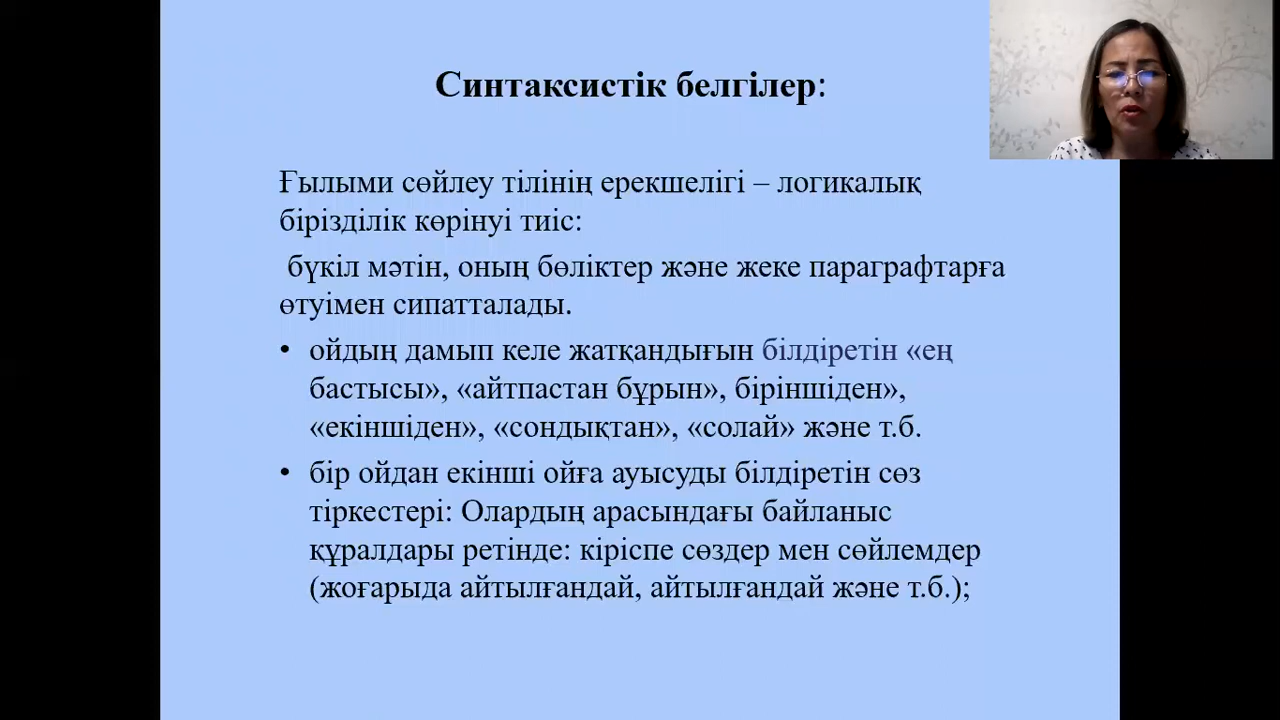 Синтаксистік белгілер:
Ғылыми сөйлеу тілінің ерекшелігі – логикалық
бірізділік көрінуі тиіс:
бүкіл мәтін, оның бөліктер және жеке параграфтарға
өтуімен сипатталады.
• ойдың дамып келе жатқандығын білдіретін «ең
бастысы», «айтпастан бұрын», біріншіден»,
«екіншіден», «сондықтан», «солай» және т.б.
• бір ойдан екінші ойға ауысуды білдіретін сөз
тіркестері: Олардың арасындағы байланыс
құралдары ретінде: кіріспе сөздер мен сөйлемдер
(жоғарыда айтылғандай, айтылғандай және т.б.);